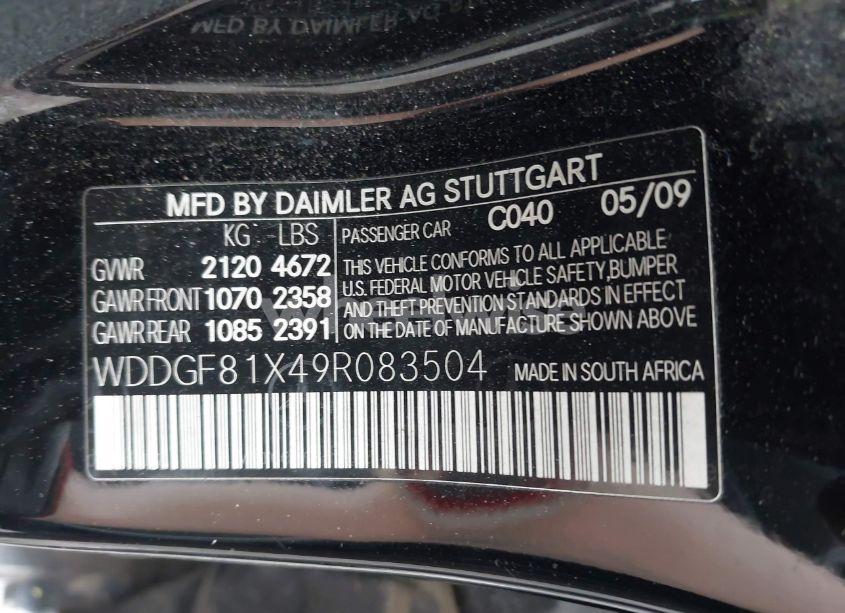 MFD BY DAIMLER AG STUTTGART
C040 05/09
KG LBS
GVWR 2120 4672
GAWR FRONT 1070 2358
GAWR REAR 1085 2391
PASSENGER CAR
THIS VEHICLE CONFORMS TO ALL APPLICABLE
U.S. FEDERAL MOTOR VEHICLE SAFETY,BUMPER
AND THEFT PREVENTION STANDARDS IN EFFECT
ON THE DATE OF MANUFACTURE SHOWN ABOVE
WDDGF81X49R083504 MADE IN SOUTH AFRICA